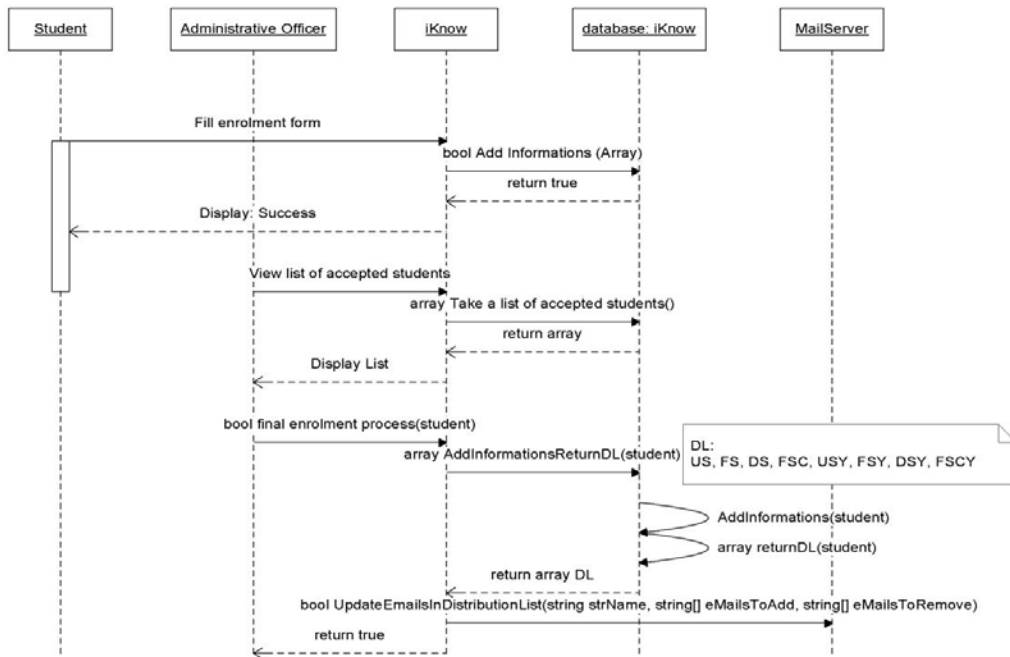 Student
Administrative Officer
iKnow
database: iKnow
MailServer
Fill enrolment form
bool Add Informations (Array)
return true
Display: Success
View list of accepted students
array Take a list of accepted students()
return array
Display List
bool final enrolment process(student)
array AddInformationsReturnDL(student)
DL:
US, FS, DS, FSC, USY, FSY, DSY, FSCY
AddInformations(student)
array returnDL(student)
return array DL
bool UpdateEmailsInDistributionList(string strName, string[] eMailsToAdd, string[] eMailsToRemove)
return true